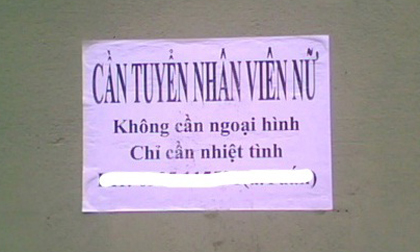 CẦN TUYỂN NHÂN VIÊN NỮ
Không cần ngoại hình
Chỉ cần nhiệt tình